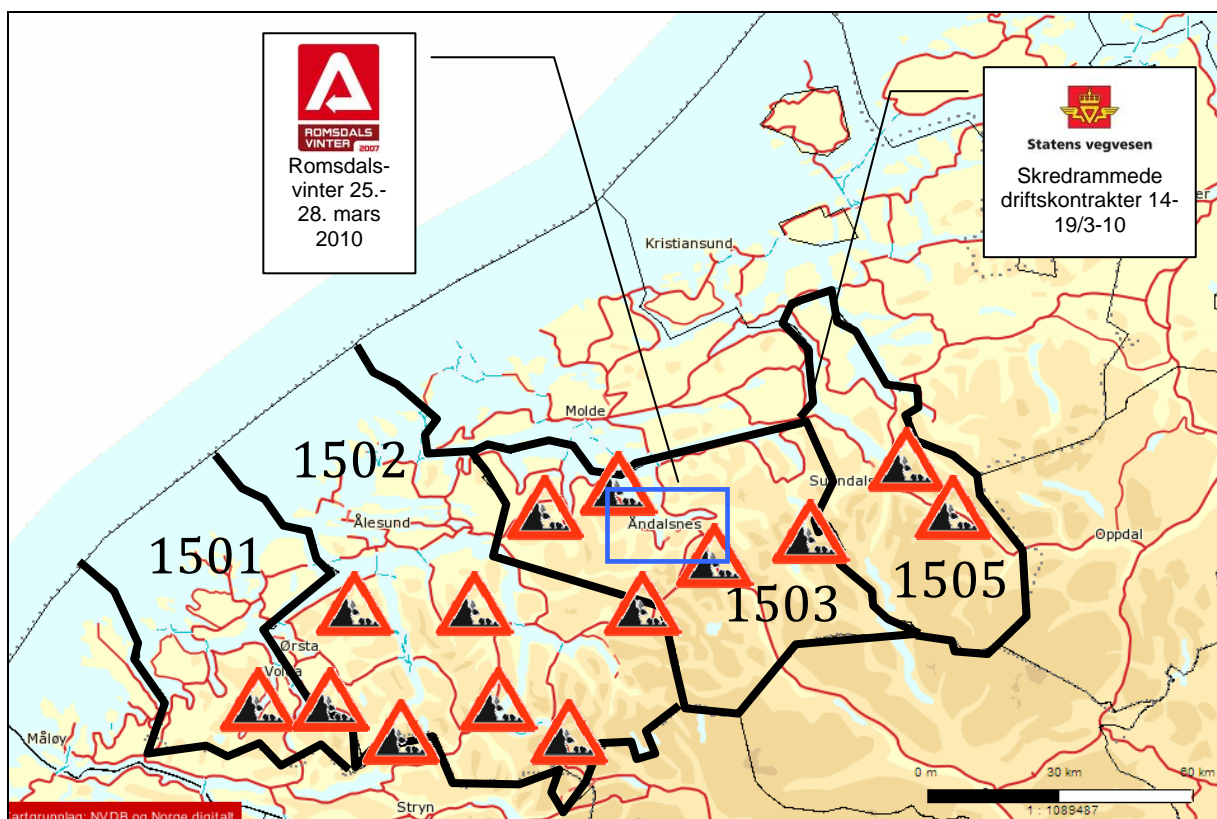 ROMSDALS
VINTER 2007
Romsdals-
vinter 25.-
28. mars
2010
Statens vegvesen
Skredrammede
driftskontrakter 14-
19/3-10
Kristiansund
Molde
1502
Ålesund
Åndalsnes
Oppdal
1501
1503
1505
Ørsta
Måløy
Stryn
0 m
30 km
60 km
1 : 1089487
artgrunnlag: NVDB og Norge digitalt